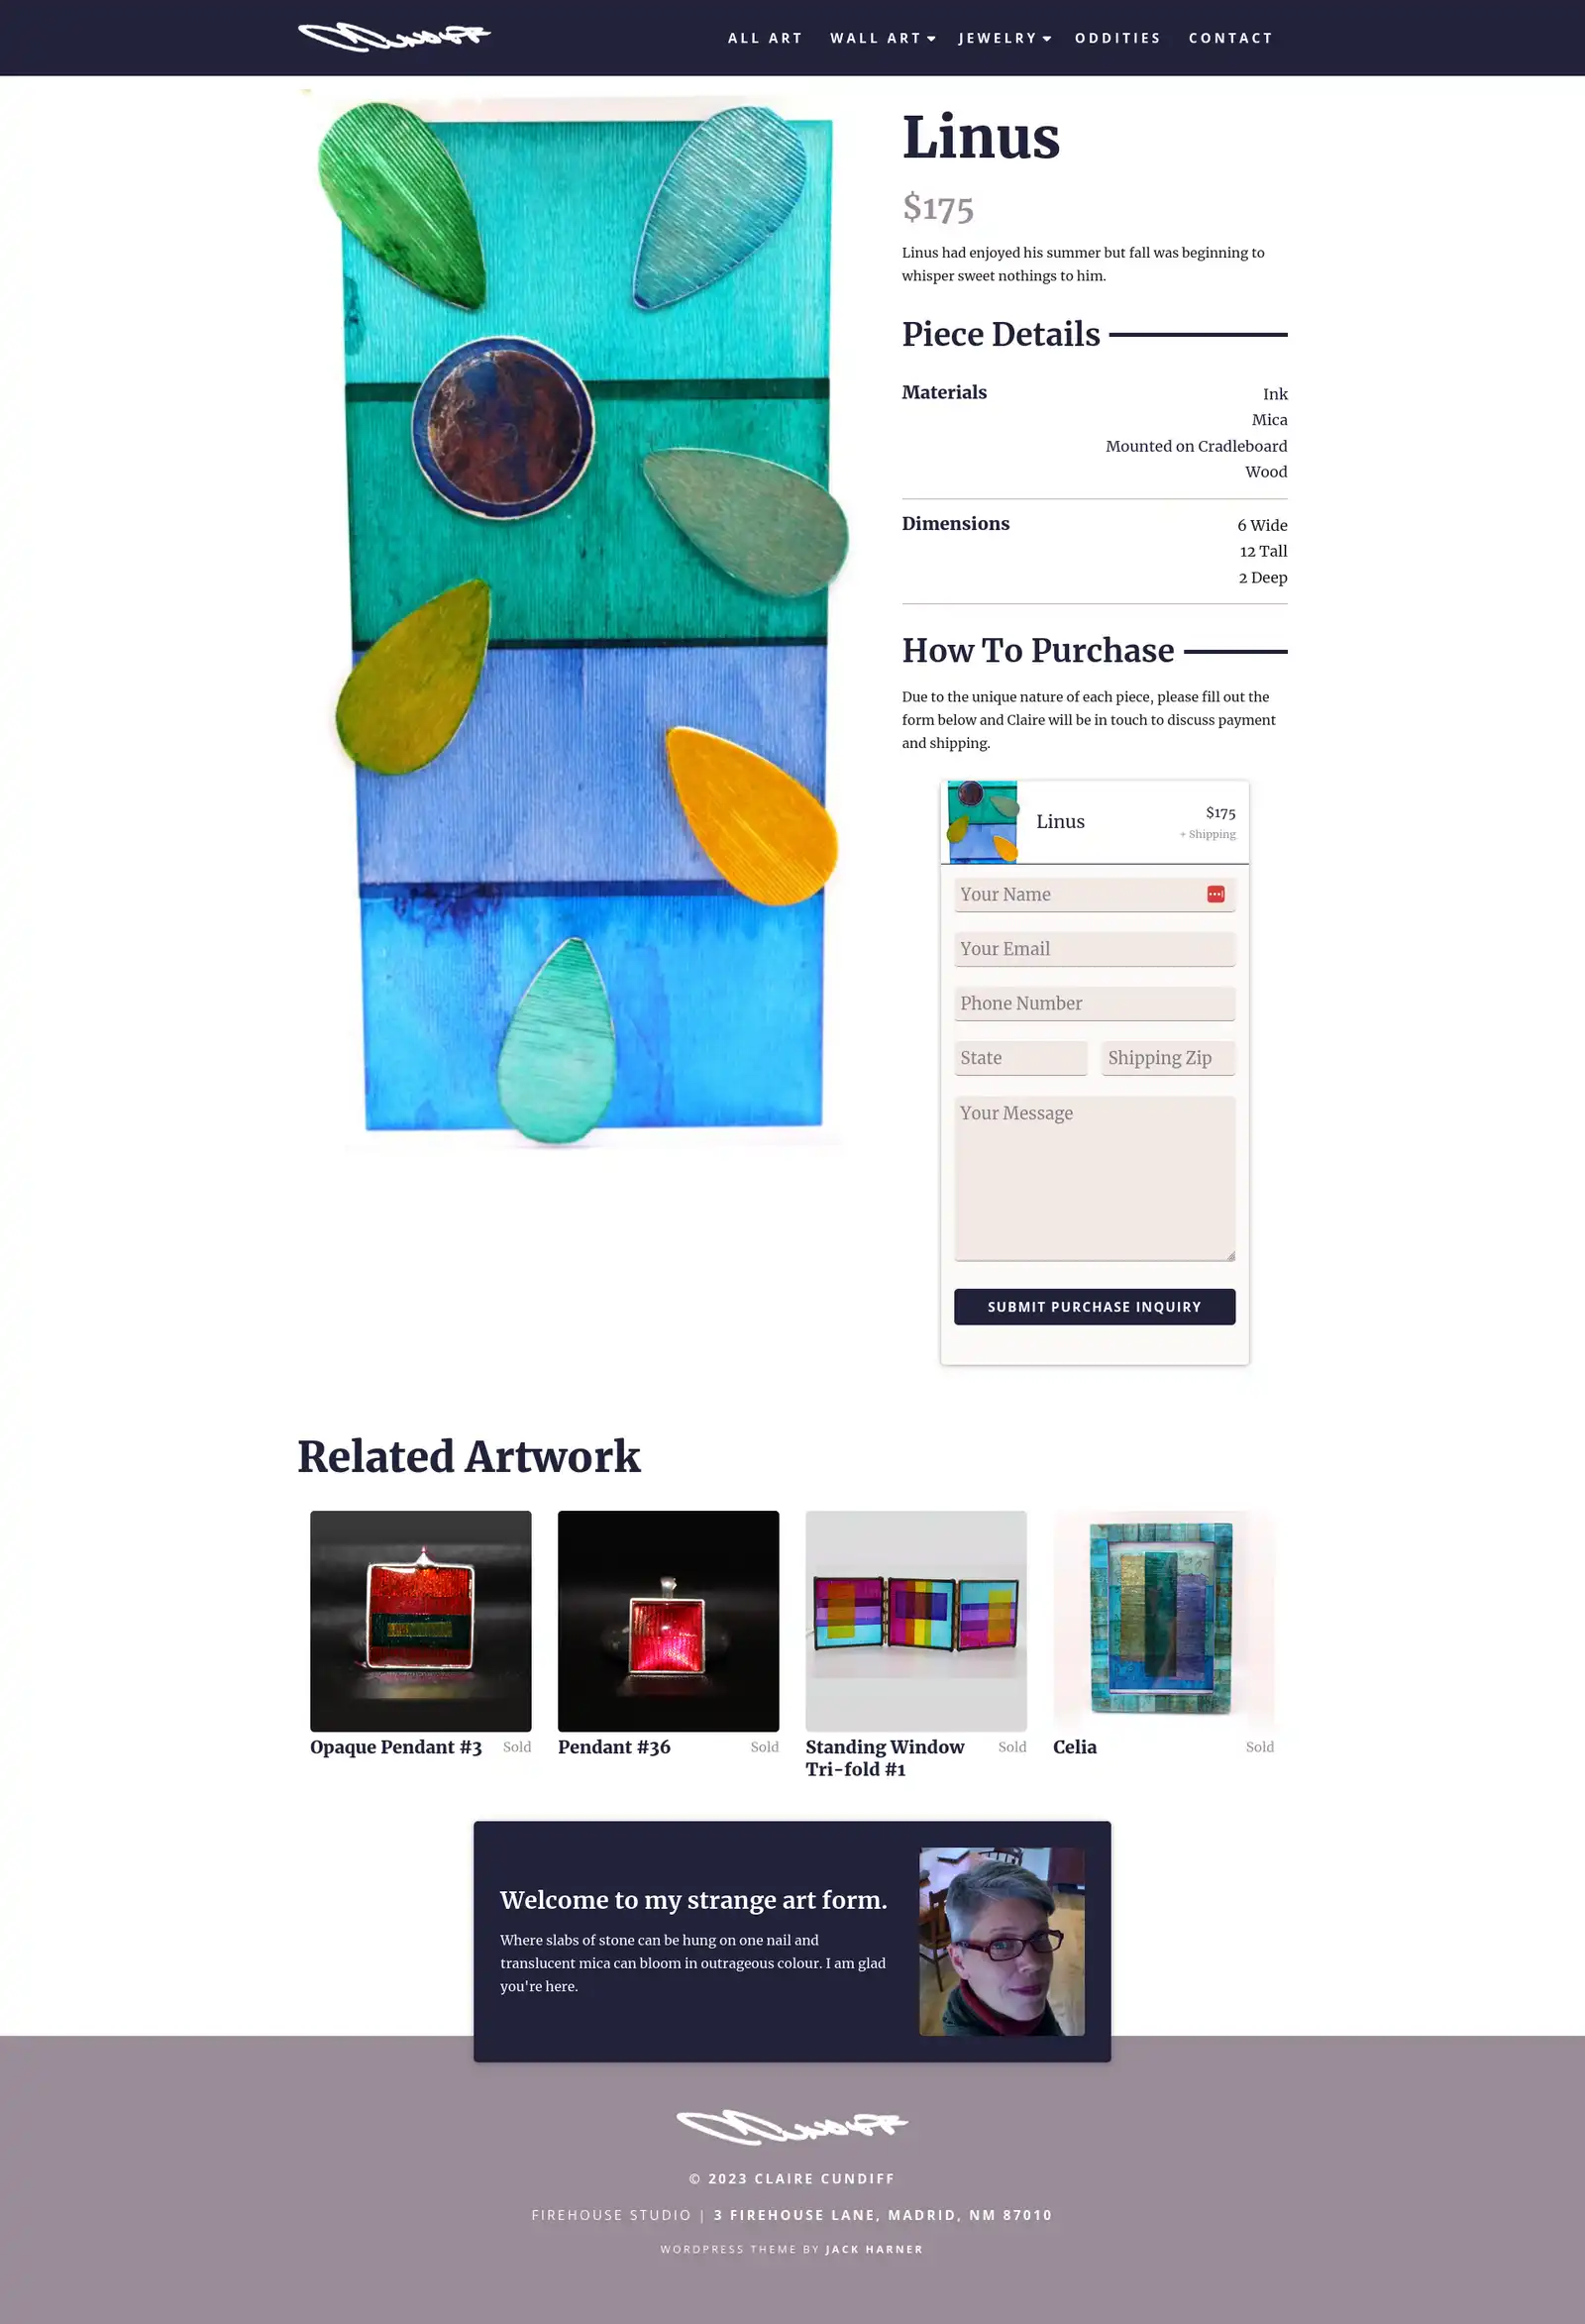 CCundiff
ALL ART WALL ART JEWELRY ODDITIES CONTACT
Linus
$175
Linus had enjoyed his summer but fall was beginning to
whisper sweet nothings to him.
Piece Details
Materials
Ink
Mica
Mounted on Cradleboard
Wood
Dimensions
6 Wide
12 Tall
2 Deep
How To Purchase
Due to the unique nature of each piece, please fill out the
form below and Claire will be in touch to discuss payment
and shipping.
Linus
$175
+ Shipping
Your Name
Your Email
Phone Number
State Shipping Zip
Your Message
SUBMIT PURCHASE INQUIRY
Related Artwork
Opaque Pendant #3 Sold
Pendant #36 Sold
Standing Window Sold
Tri-fold #1
Celia Sold
Welcome to my strange art form.
Where slabs of stone can be hung on one nail and
translucent mica can bloom in outrageous colour. I am glad
you're here.
CCundiff
© 2023 CLAIRE CUNDIFF
FIREHOUSE STUDIO | 3 FIREHOUSE LANE, MADRID, NM 87010
WORDPRESS THEME BY JACK HARNER